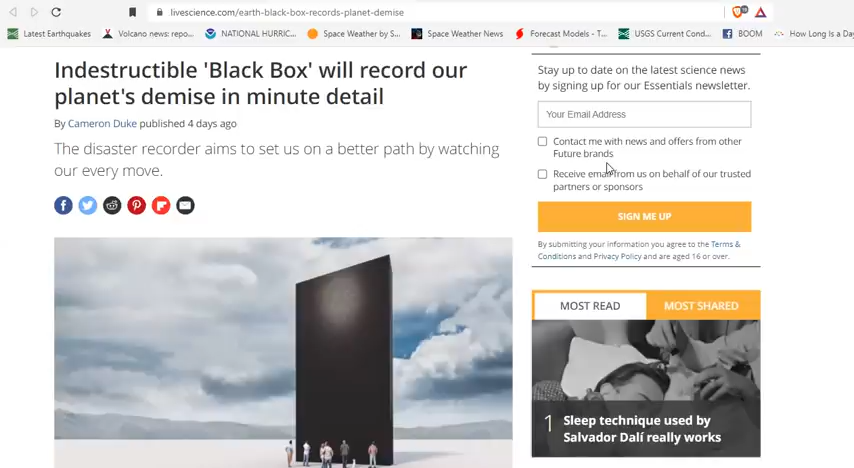 livescience.com/earth-black-box-records-planet-demise
Latest Earthquakes Volcano news: repo... NATIONAL HURRIC... Space Weather by S... Space Weather News Forecast Models - T... USGS Current Cond... BOOM How Long Is a Day
Indestructible 'Black Box' will record our
planet's demise in minute detail
By Cameron Duke published 4 days ago
The disaster recorder aims to set us on a better path by watching
our every move.
Stay up to date on the latest science news
by signing up for our Essentials newsletter.
Your Email Address
Contact me with news and offers from other
Future brands
Receive email from us on behalf of our trusted
partners or sponsors
SIGN ME UP
By submitting your information you agree to the Terms &
Conditions and Privacy Policy and are aged 16 or over.
MOST READ MOST SHARED
1 Sleep technique used by
Salvador Dalí really works